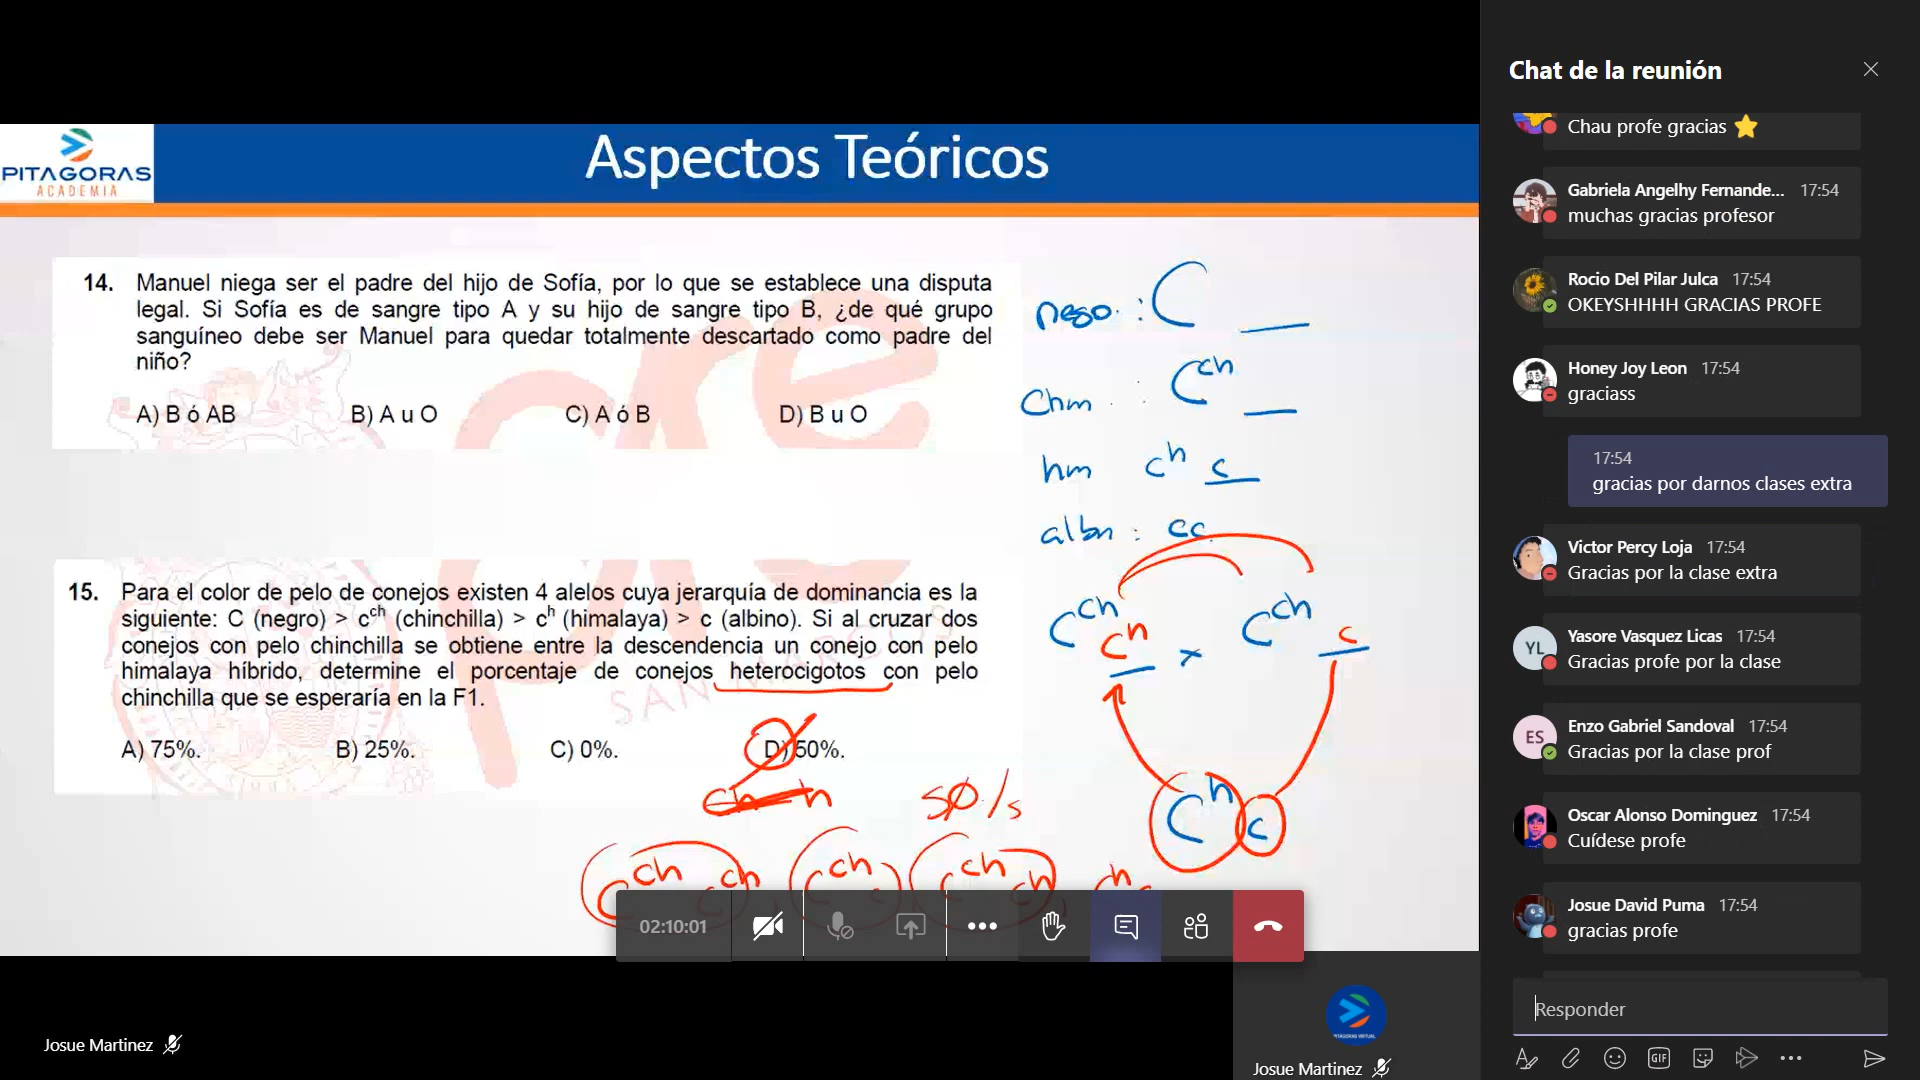 PITAGORAS
ACADEMIA
Aspectos Teóricos
14. Manuel niega ser el padre del hijo de Sofía, por lo que se establece una disputa
legal. Si Sofía es de sangre tipo A y su hijo de sangre tipo B, ¿de qué grupo
sanguíneo debe ser Manuel para quedar totalmente descartado como padre del
niño?
A) B ó AB B) A u O C) A ó B D) B u O
15. Para el color de pelo de conejos existen 4 alelos cuya jerarquía de dominancia es la
siguiente: C (negro) > cch (chinchilla) > ch (himalaya) > c (albino). Si al cruzar dos
conejos con pelo chinchilla se obtiene entre la descendencia un conejo con pelo
himalaya híbrido, determine el porcentaje de conejos heterocigotos con pelo
chinchilla que se esperaría en la F1.
A) 75%. B) 25%. C) 0%. D) 50%.
nego : C
Chm : Cch
hm ch c
albn : cc
Cch ch x Cch c
Ch c
02:10:01
Josue Martinez
Josue Martinez
Chat de la reunión
Chau profe gracias
Gabriela Angelhy Fernande... 17:54
muchas gracias profesor
Rocio Del Pilar Julca 17:54
OKEYSHHHH GRACIAS PROFE
Honey Joy Leon 17:54
graciass
17:54
gracias por darnos clases extra
Victor Percy Loja 17:54
Gracias por la clase extra
YL
Yasore Vasquez Licas 17:54
Gracias profe por la clase
ES
Enzo Gabriel Sandoval 17:54
Gracias por la clase prof
Oscar Alonso Dominguez 17:54
Cuídese profe
Josue David Puma 17:54
gracias profe
Responder
GIF